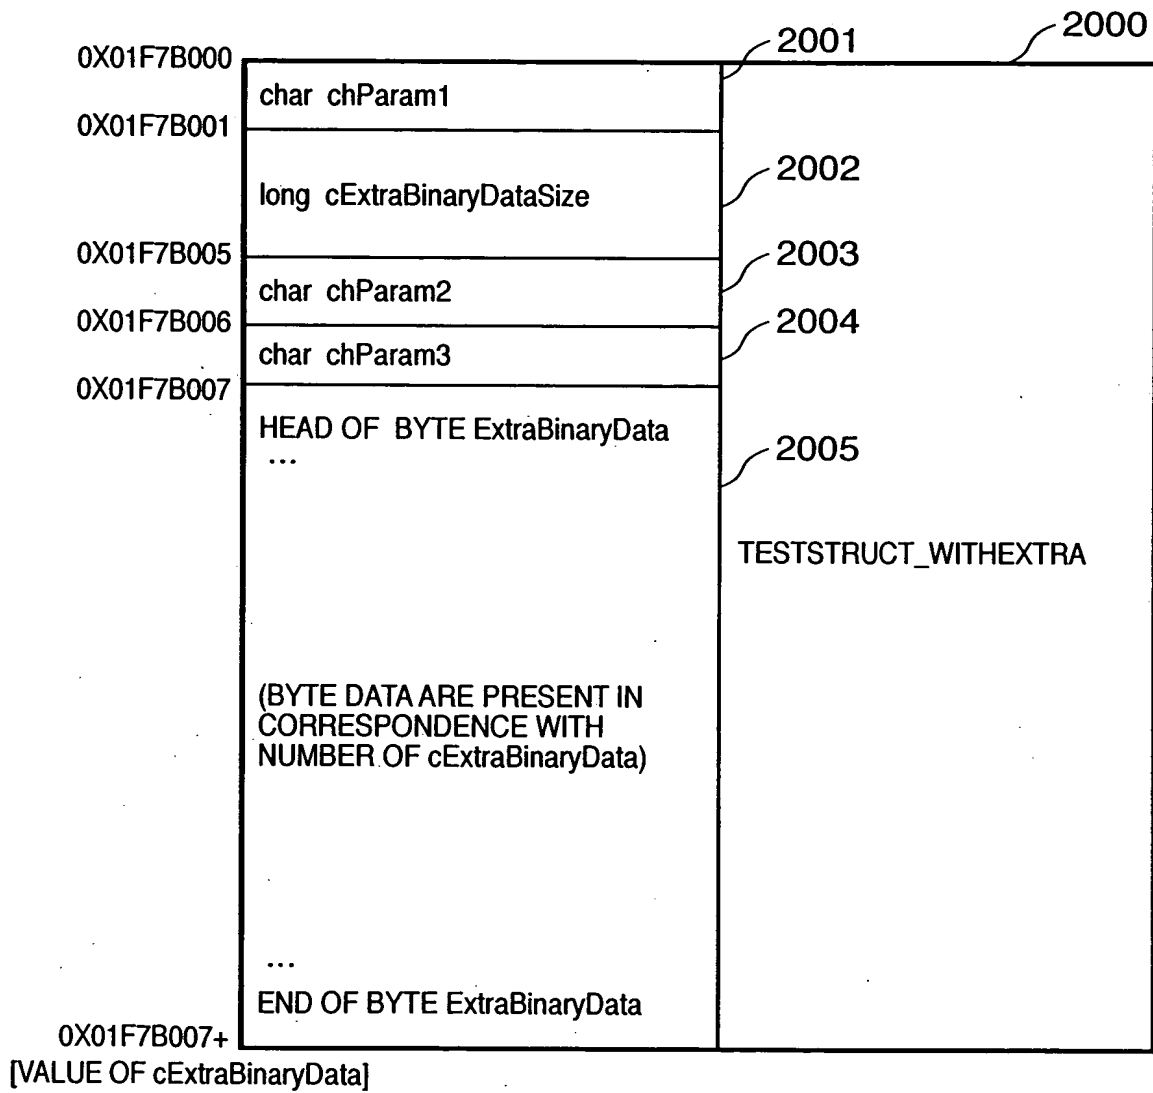 2000
0X01F7B000
2001
char chParam1
0X01F7B001
2002
long cExtraBinaryDataSize
0X01F7B005
2003
char chParam2
0X01F7B006
2004
char chParam3
0X01F7B007
HEAD OF BYTE ExtraBinaryData
...
2005
TESTSTRUCT_WITHEXTRA
(BYTE DATA ARE PRESENT IN
CORRESPONDENCE WITH
NUMBER OF cExtraBinaryData)
...
END OF BYTE ExtraBinaryData
0X01F7B007+
[VALUE OF cExtraBinaryData]